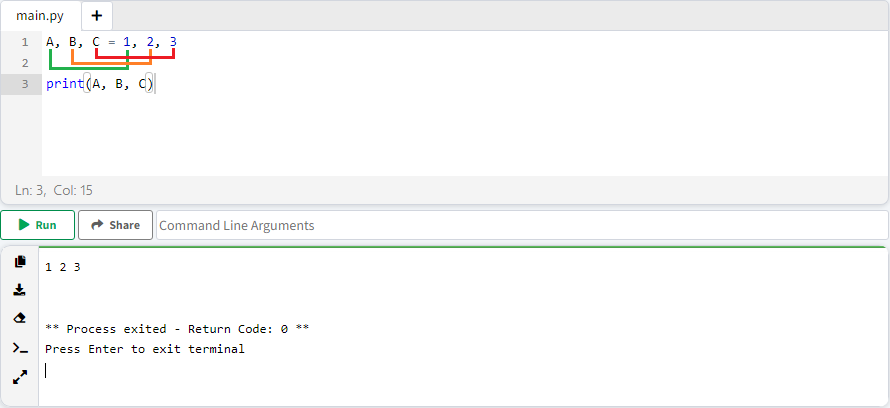 main.py +
1 A, B, C = 1, 2, 3
2
3 print(A, B, C)
Ln: 3, Col: 15
Run Share Command Line Arguments
1 2 3
** Process exited - Return Code: 0 **
Press Enter to exit terminal